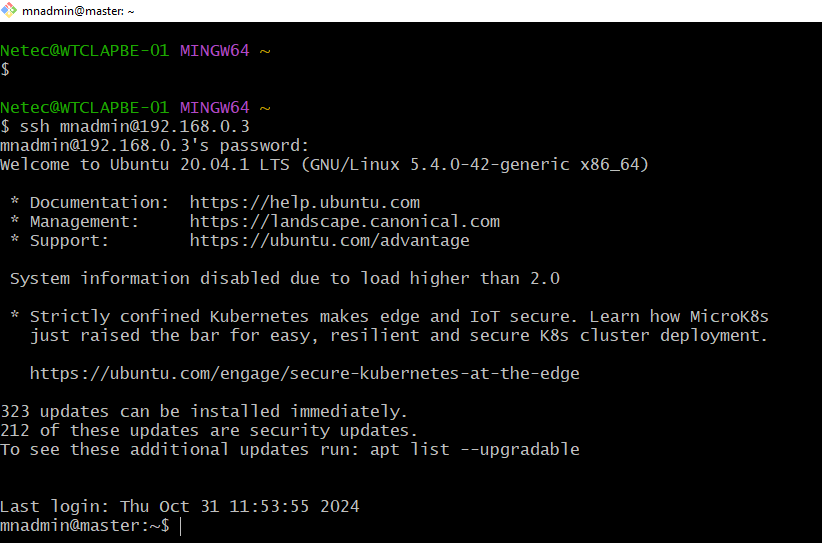 mnadmin@master: ~
Netec@WTCLAPBE-01 MINGW64 ~
$
Netec@WTCLAPBE-01 MINGW64 ~
$ ssh mnadmin@192.168.0.3
mnadmin@192.168.0.3's password:
Welcome to Ubuntu 20.04.1 LTS (GNU/Linux 5.4.0-42-generic x86_64)
* Documentation:  https://help.ubuntu.com
* Management:     https://landscape.canonical.com
* Support:        https://ubuntu.com/advantage
System information disabled due to load higher than 2.0
* Strictly confined Kubernetes makes edge and IoT secure. Learn how MicroK8s
just raised the bar for easy, resilient and secure K8s cluster deployment.
https://ubuntu.com/engage/secure-kubernetes-at-the-edge
323 updates can be installed immediately.
212 of these updates are security updates.
To see these additional updates run: apt list --upgradable
Last login: Thu Oct 31 11:53:55 2024
mnadmin@master:~$